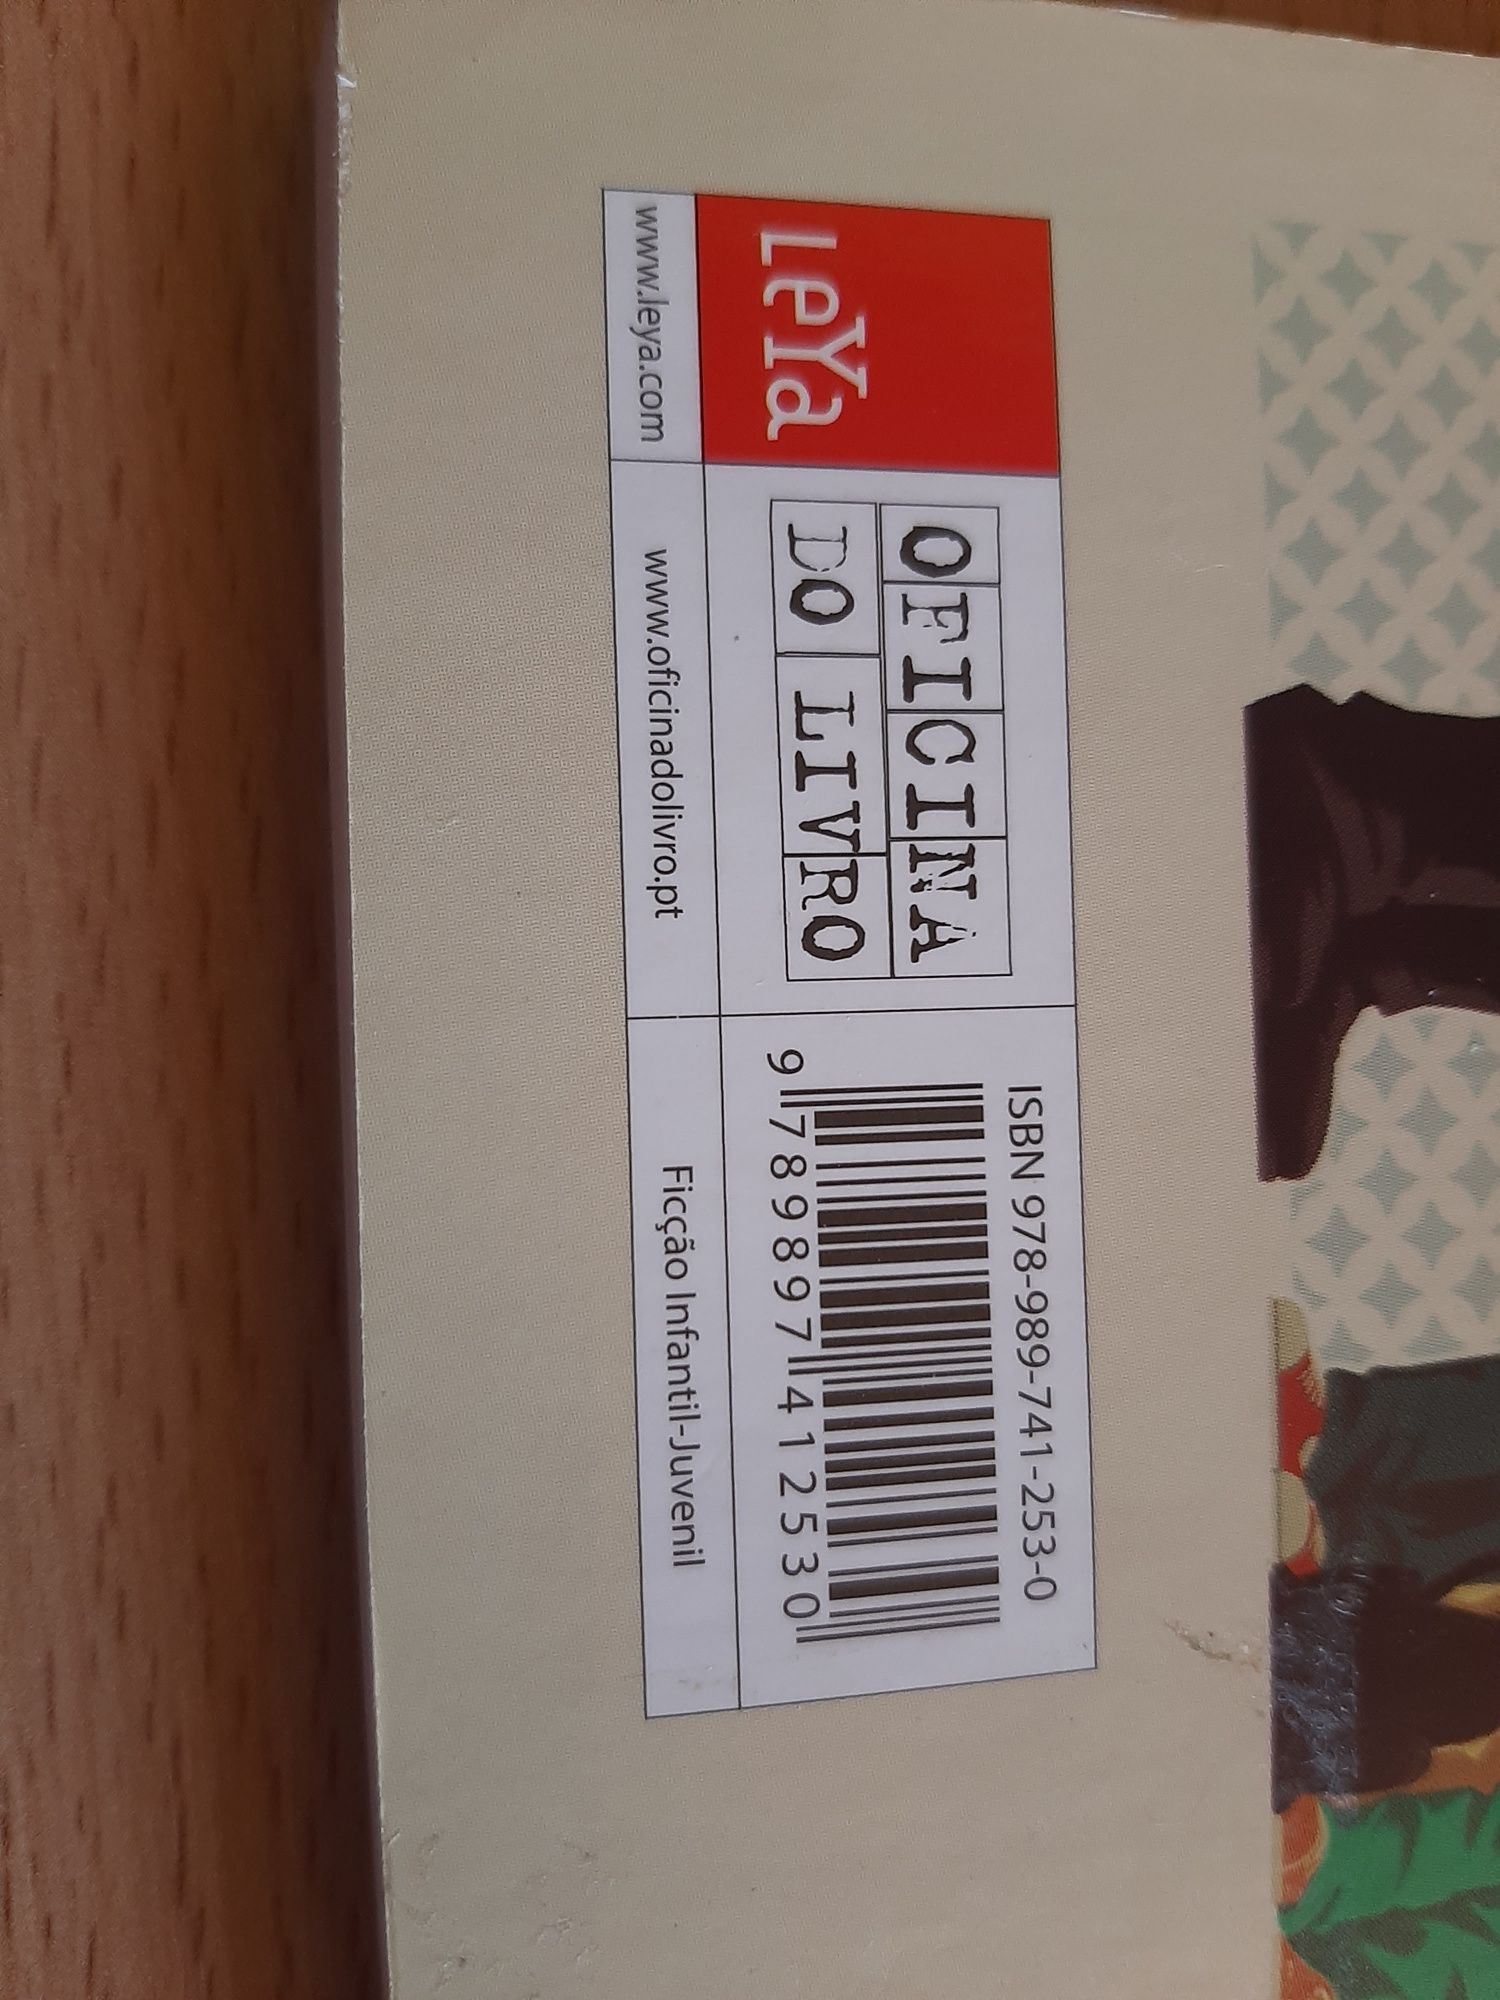 LeYa
OFICINA
DO LIVRO
ISBN 978-989-741-253-0
9 789897 412530
www.leya.com
www.oficinadolivro.pt
Ficção Infantil-Juvenil